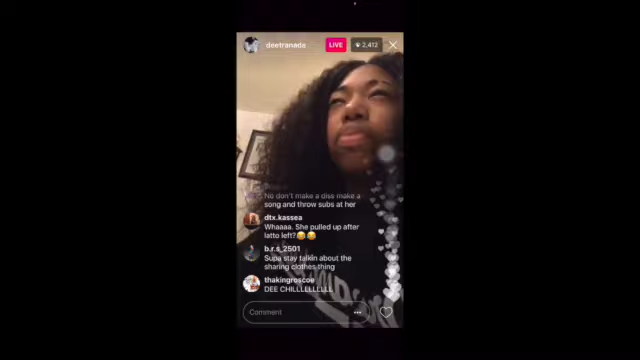 deetranada
LIVE
2,412
No don't make a diss make a
song and throw subs at her
dtx.kassea
Whaaaa. She pulled up after
latto left?😂😂
b.r.s_2501
Supa stay talkin about the
sharing clothes thing
thakingroscoe
DEE CHILLLLLLLLLL
Comment